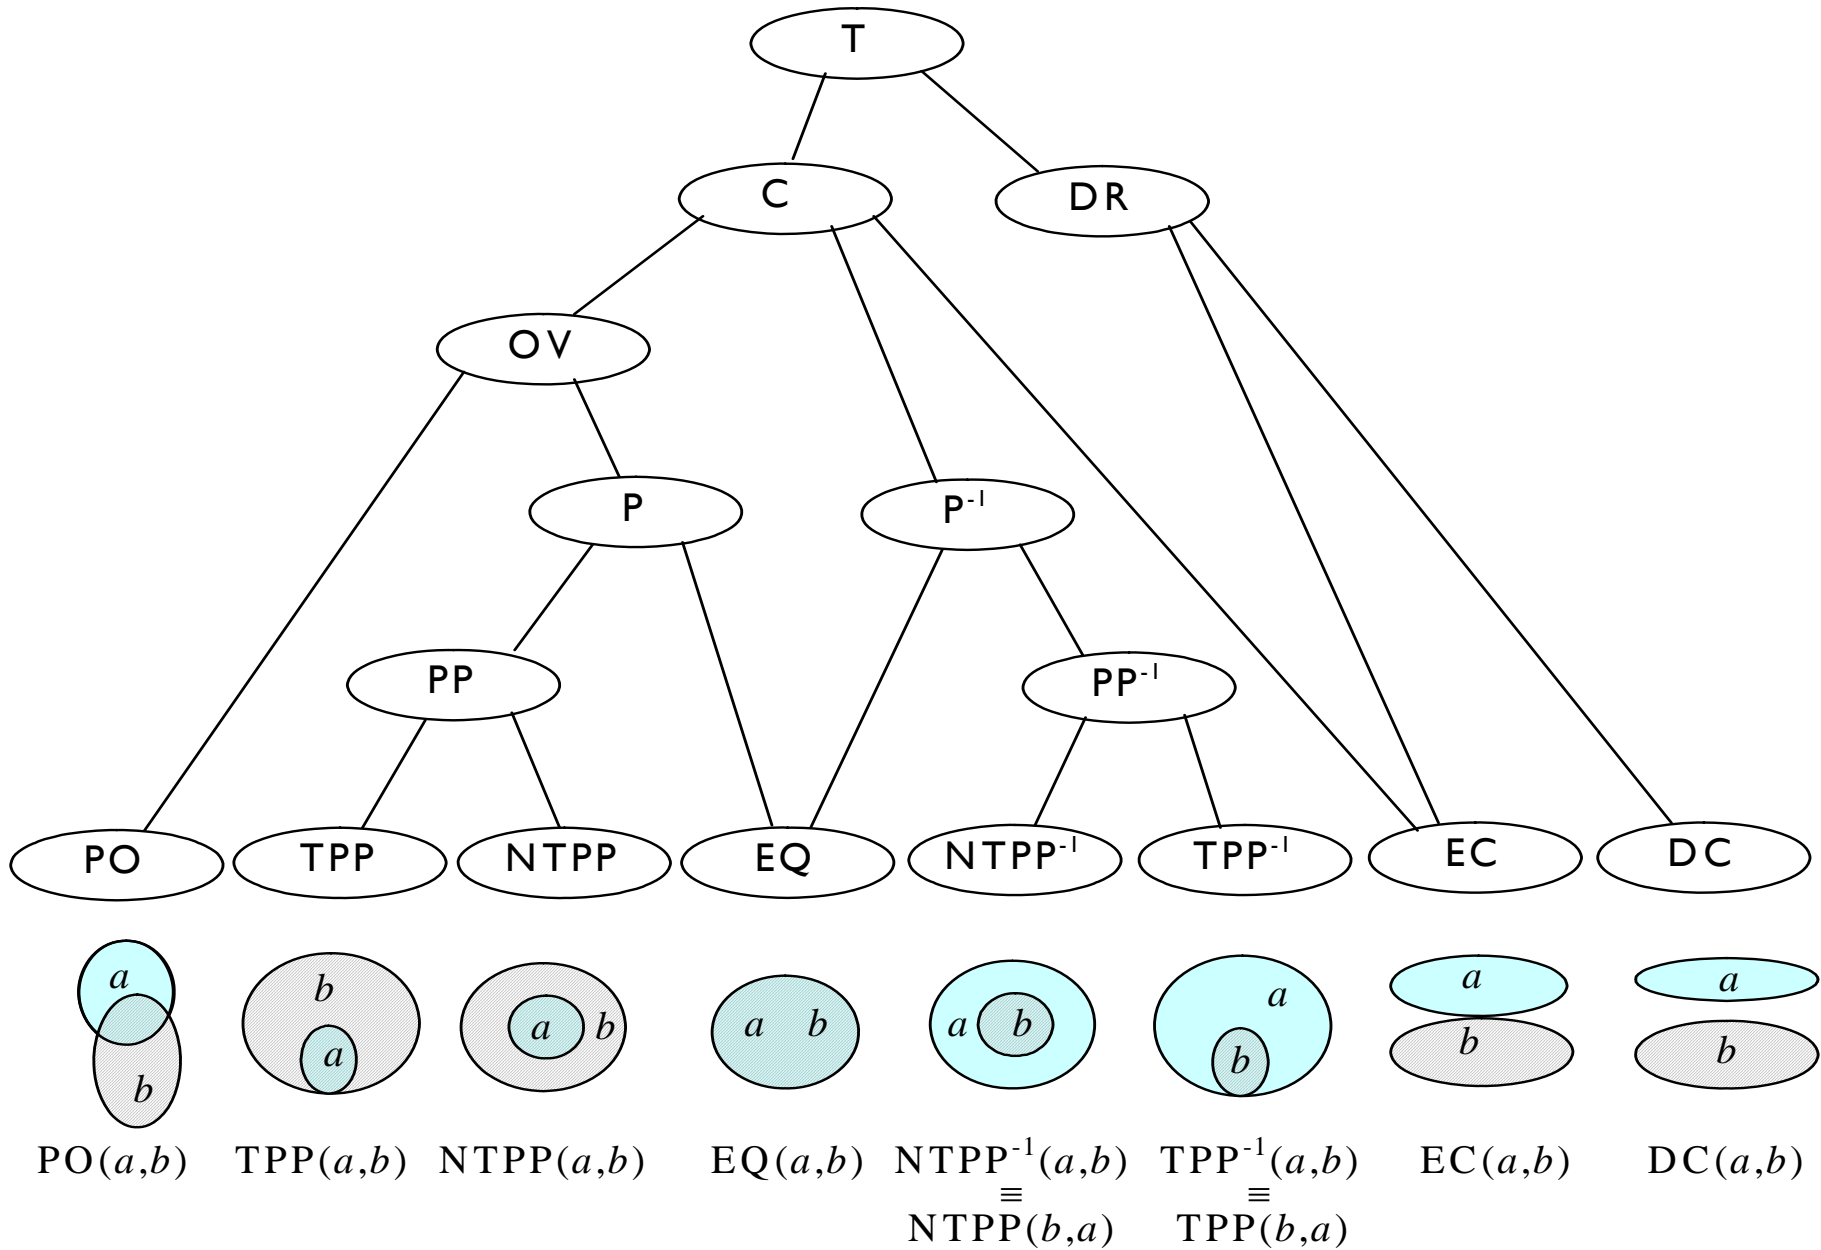 T
C DR
OV
P P⁻¹
PP PP⁻¹
PO TPP NTPP EQ NTPP⁻¹ TPP⁻¹ EC DC
a b a b a b a b a b a b a b a b
PO(a,b) TPP(a,b) NTPP(a,b) EQ(a,b) NTPP⁻¹(a,b) TPP⁻¹(a,b) EC(a,b) DC(a,b)
≡ ≡
NTPP(b,a) TPP(b,a)